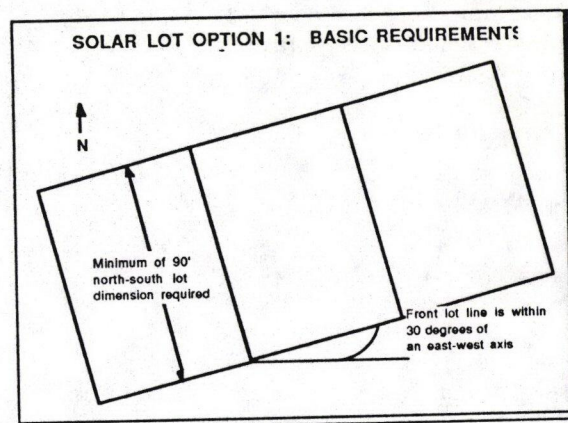 SOLAR LOT OPTION 1: BASIC REQUIREMENTS
N
Minimum of 90'
north-south lot
dimension required
Front lot line is within
30 degrees of
an east-west axis